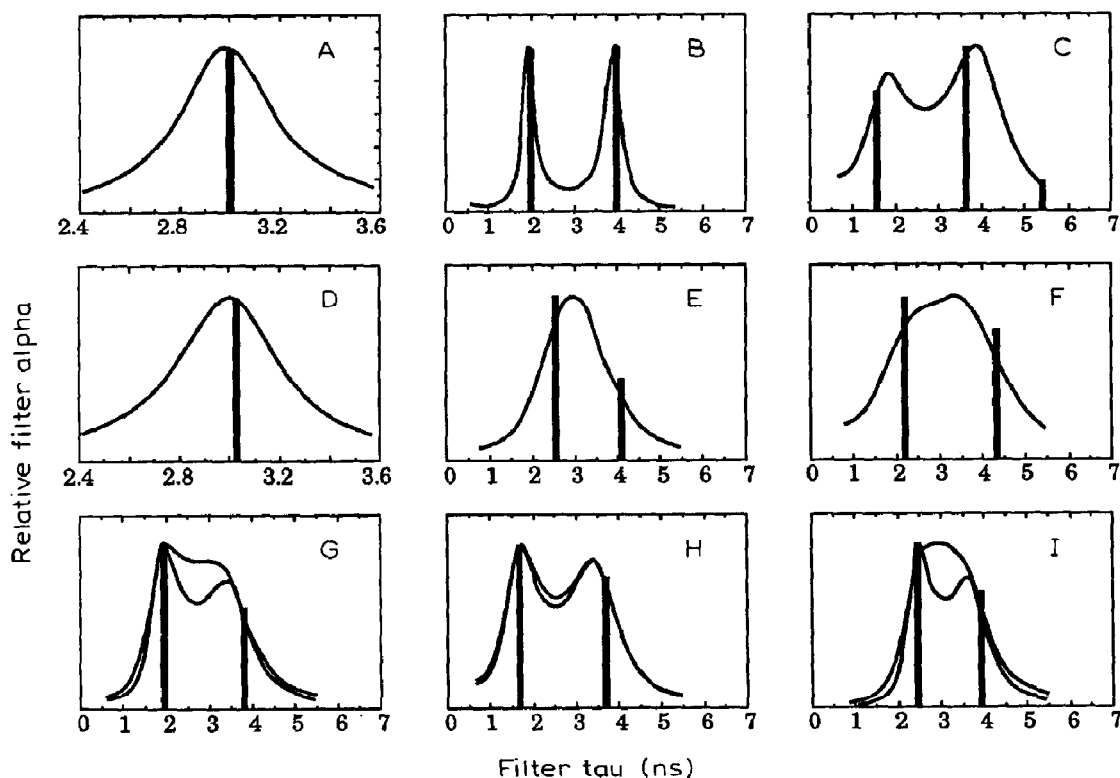 A
B
C
2.4 2.8 3.2 3.6
0 1 2 3 4 5 6 7
0 1 2 3 4 5 6 7
D
E
F
2.4 2.8 3.2 3.6
0 1 2 3 4 5 6 7
0 1 2 3 4 5 6 7
Relative filter alpha
G
H
I
0 1 2 3 4 5 6 7
0 1 2 3 4 5 6 7
0 1 2 3 4 5 6 7
Filter tau (ns)